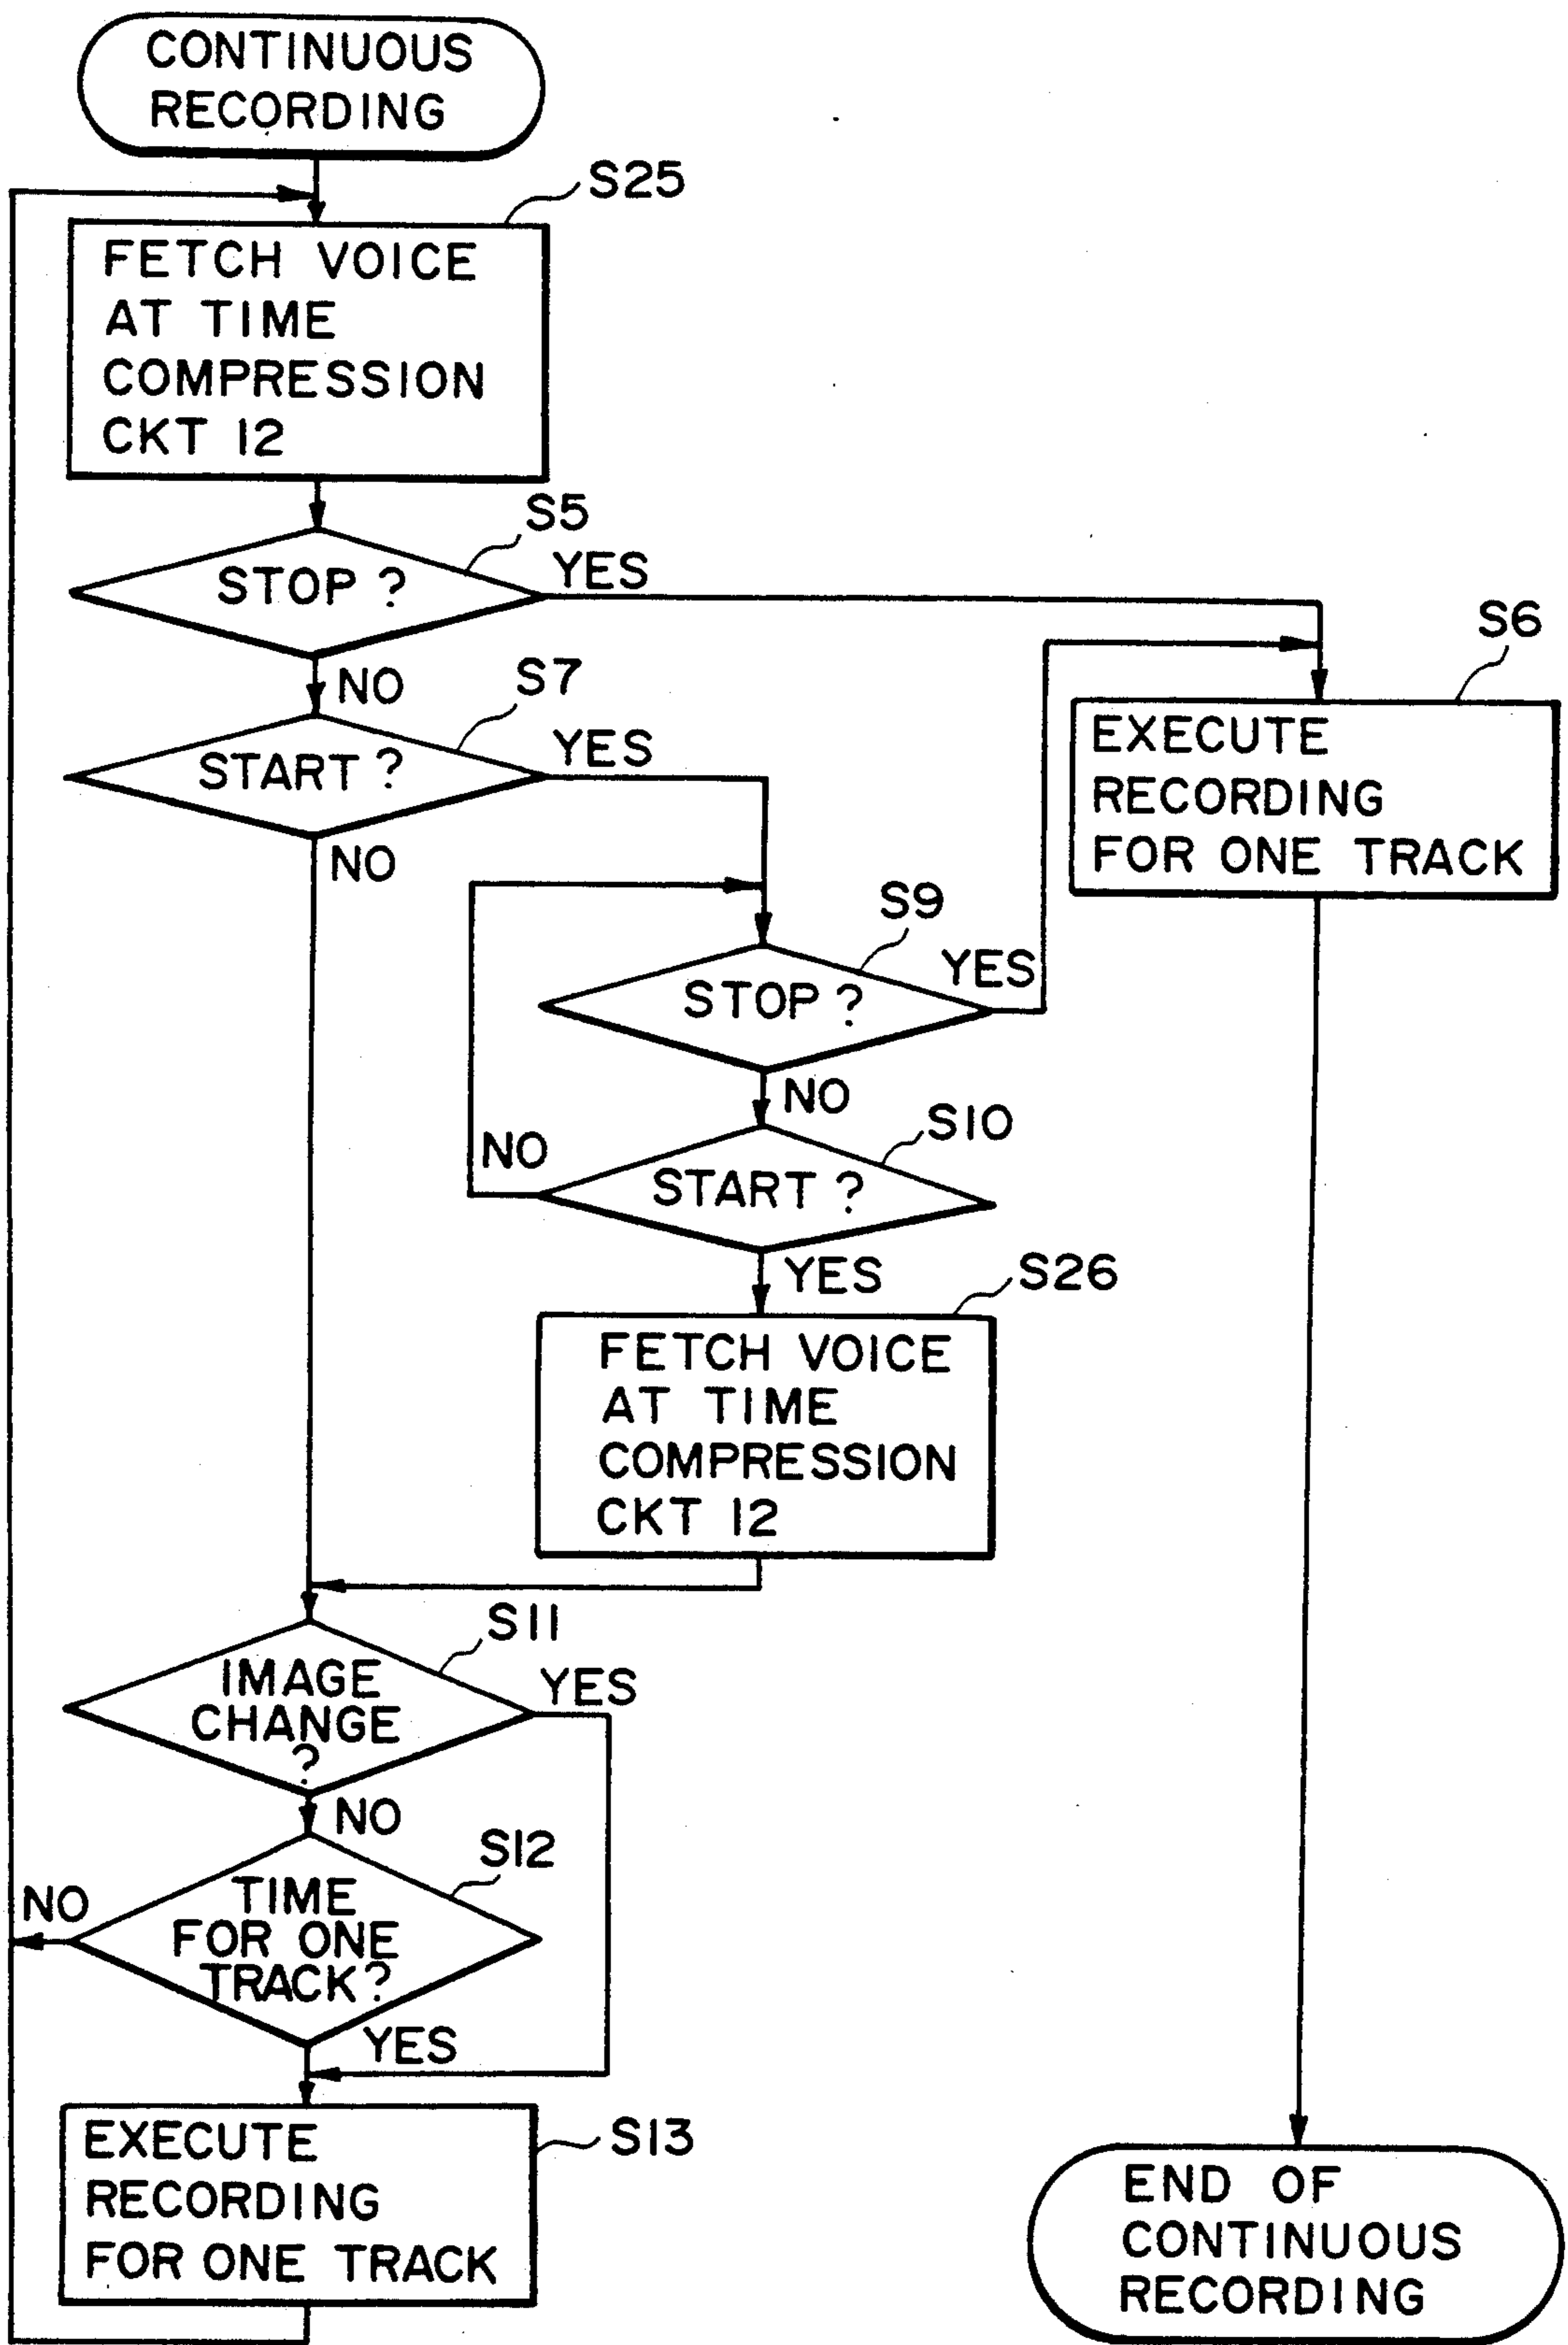 CONTINUOUS
RECORDING
S25
FETCH VOICE
AT TIME
COMPRESSION
CKT 12
S5
STOP ?
YES
NO
S7
START ?
YES
NO
S6
EXECUTE
RECORDING
FOR ONE TRACK
S9
STOP ?
YES
NO
S10
START ?
NO
YES
S26
FETCH VOICE
AT TIME
COMPRESSION
CKT 12
S11
IMAGE
CHANGE
?
YES
NO
S12
TIME
FOR ONE
TRACK?
NO
YES
EXECUTE
RECORDING
FOR ONE TRACK
S13
END OF
CONTINUOUS
RECORDING